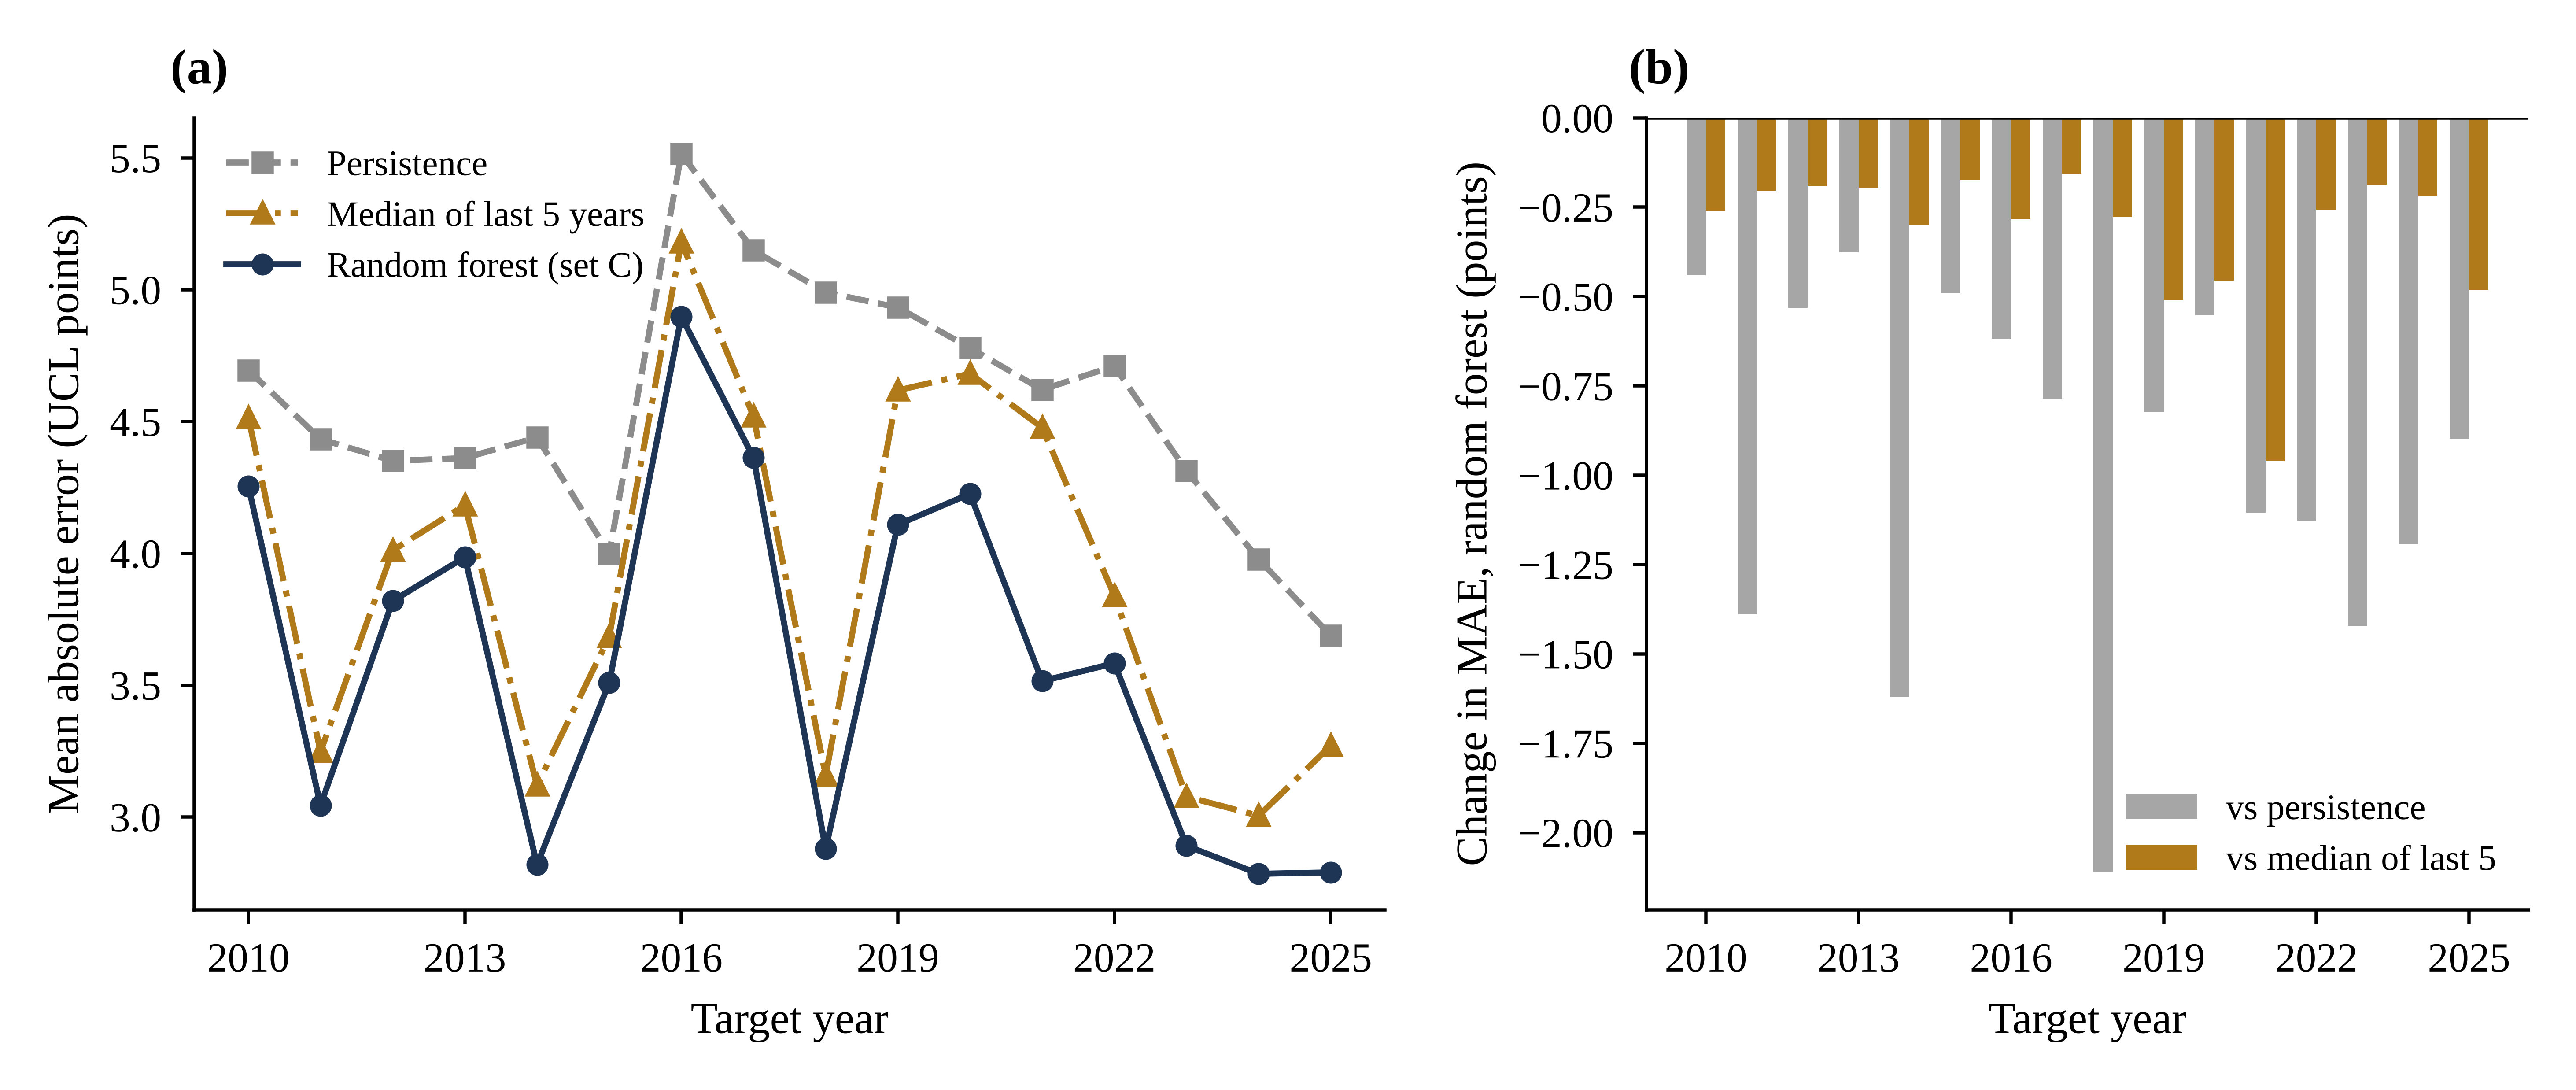 (a)
Mean absolute error (UCL points)
5.5
5.0
4.5
4.0
3.5
3.0
Persistence
Median of last 5 years
Random forest (set C)
2010 2013 2016 2019 2022 2025
Target year
(b)
Change in MAE, random forest (points)
0.00
−0.25
−0.50
−0.75
−1.00
−1.25
−1.50
−1.75
−2.00
vs persistence
vs median of last 5
2010 2013 2016 2019 2022 2025
Target year